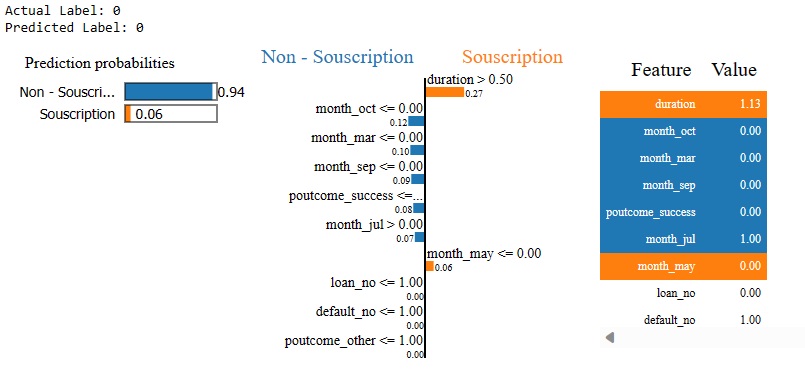 Actual Label: 0
Predicted Label: 0
Prediction probabilities
Non - Souscri... 0.94
Souscription 0.06
Non - Souscription Souscription
duration > 0.50
0.27
month_oct <= 0.00
0.12
month_mar <= 0.00
0.10
month_sep <= 0.00
0.09
poutcome_success <=...
0.08
month_jul > 0.00
0.07
month_may <= 0.00
0.06
loan_no <= 1.00
0.00
default_no <= 1.00
0.00
poutcome_other <= 1.00
0.00
Feature Value
duration 1.13
month_oct 0.00
month_mar 0.00
month_sep 0.00
poutcome_success 0.00
month_jul 1.00
month_may 0.00
loan_no 0.00
default_no 1.00